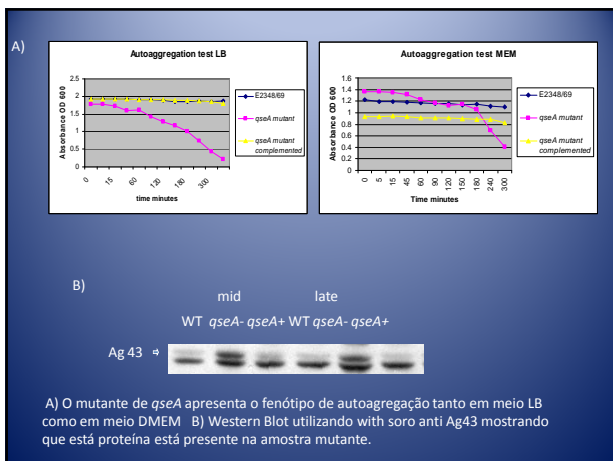 A)
Autoaggregation test LB
Absorbance OD 600
2.5
2
1.5
1
0.5
0
0 15 60 120 180 300
time minutes
E2348/69
qseA mutant
qseA mutant
complemented
Autoaggregation test MEM
Absorbance OD 600
1.6
1.4
1.2
1
0.8
0.6
0.4
0.2
0
0 5 15 45 60 90 120 150 180 240 300
Time minutes
E2348/69
qseA mutant
qseA mutant
complemented
B)
mid late
WT qseA- qseA+ WT qseA- qseA+
Ag 43 ⇨
A) O mutante de qseA apresenta o fenótipo de autoagregação tanto em meio LB
como em meio DMEM B) Western Blot utilizando with soro anti Ag43 mostrando
que está proteína está presente na amostra mutante.